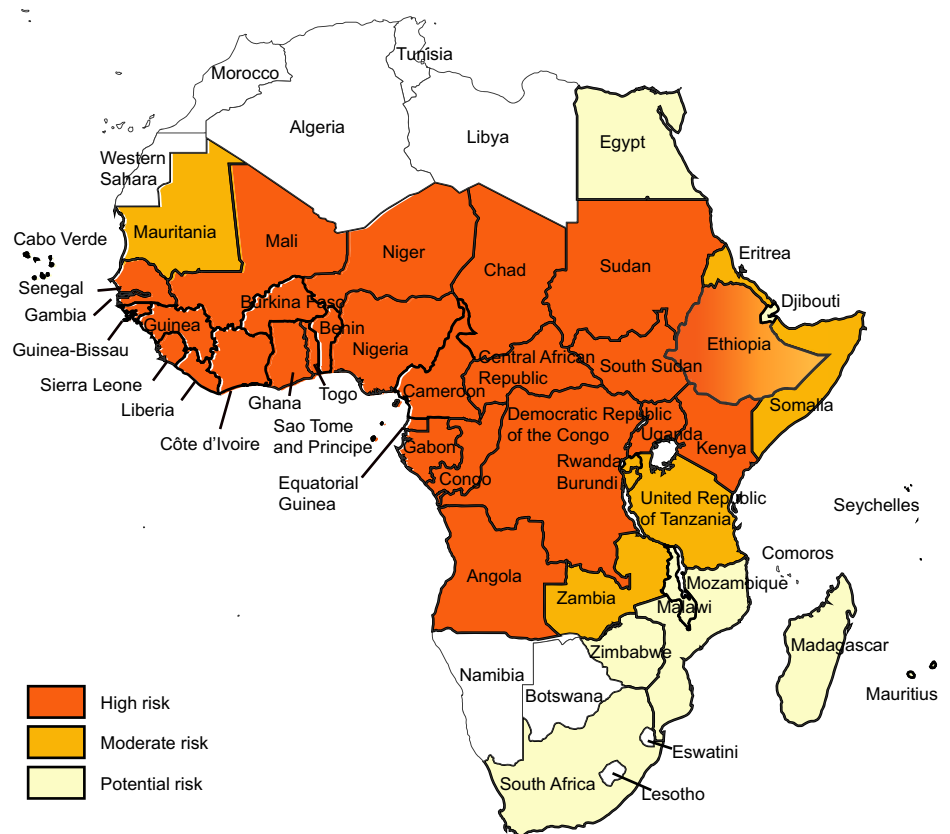 Tunisia
Morocco
Algeria
Libya
Egypt
Western
Sahara
Mauritania
Mali
Niger
Chad
Sudan
Eritrea
Cabo Verde
Senegal
Gambia
Guinea-Bissau
Guinea
Sierra Leone
Liberia
Côte d’Ivoire
Burkina Faso
Ghana
Togo
Benin
Nigeria
Djibouti
Ethiopia
Somalia
Central African
Republic
South Sudan
Cameroon
Sao Tome
and Principe
Equatorial
Guinea
Gabon
Congo
Democratic Republic
of the Congo
Uganda
Kenya
Rwanda
Burundi
United Republic
of Tanzania
Seychelles
Comoros
Angola
Zambia
Malawi
Mozambique
Zimbabwe
Madagascar
Mauritius
Namibia
Botswana
Eswatini
South Africa
Lesotho
High risk
Moderate risk
Potential risk